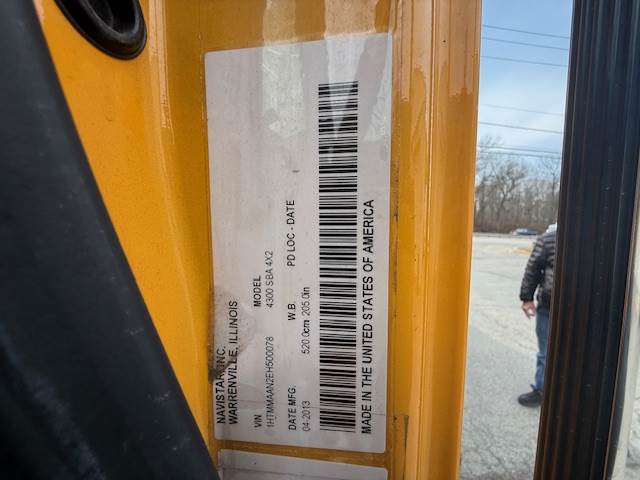 NAVISTAR, INC.
WARRENVILLE, ILLINOIS
VIN MODEL
1HTMMAAN2EH500078 4300 SBA 4X2
DATE MFG. W.B. PD LOC - DATE
04-2013 520.0cm 205.0in
MADE IN THE UNITED STATES OF AMERICA